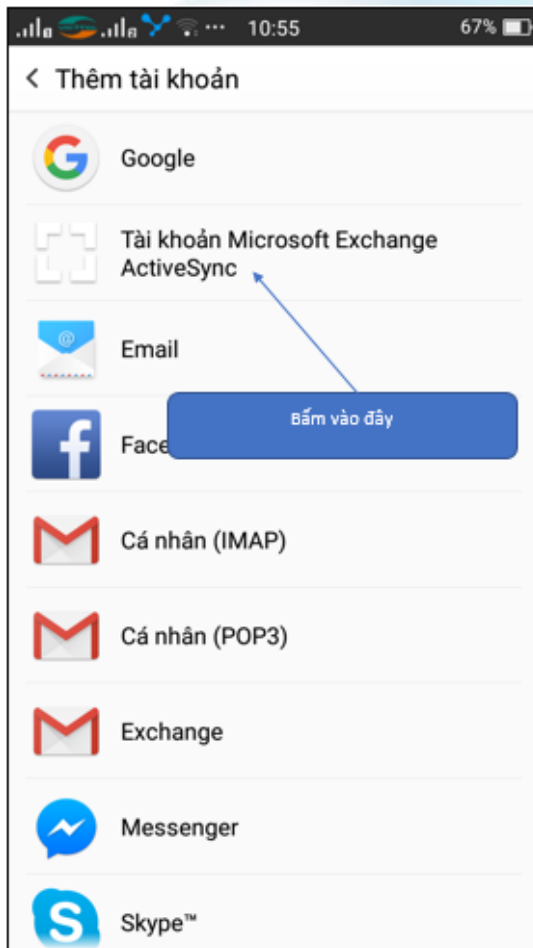 10:55 67%
Thêm tài khoản
Google
Tài khoản Microsoft Exchange
ActiveSync
Email
Bấm vào đây
Face
Cá nhân (IMAP)
Cá nhân (POP3)
Exchange
Messenger
Skype™